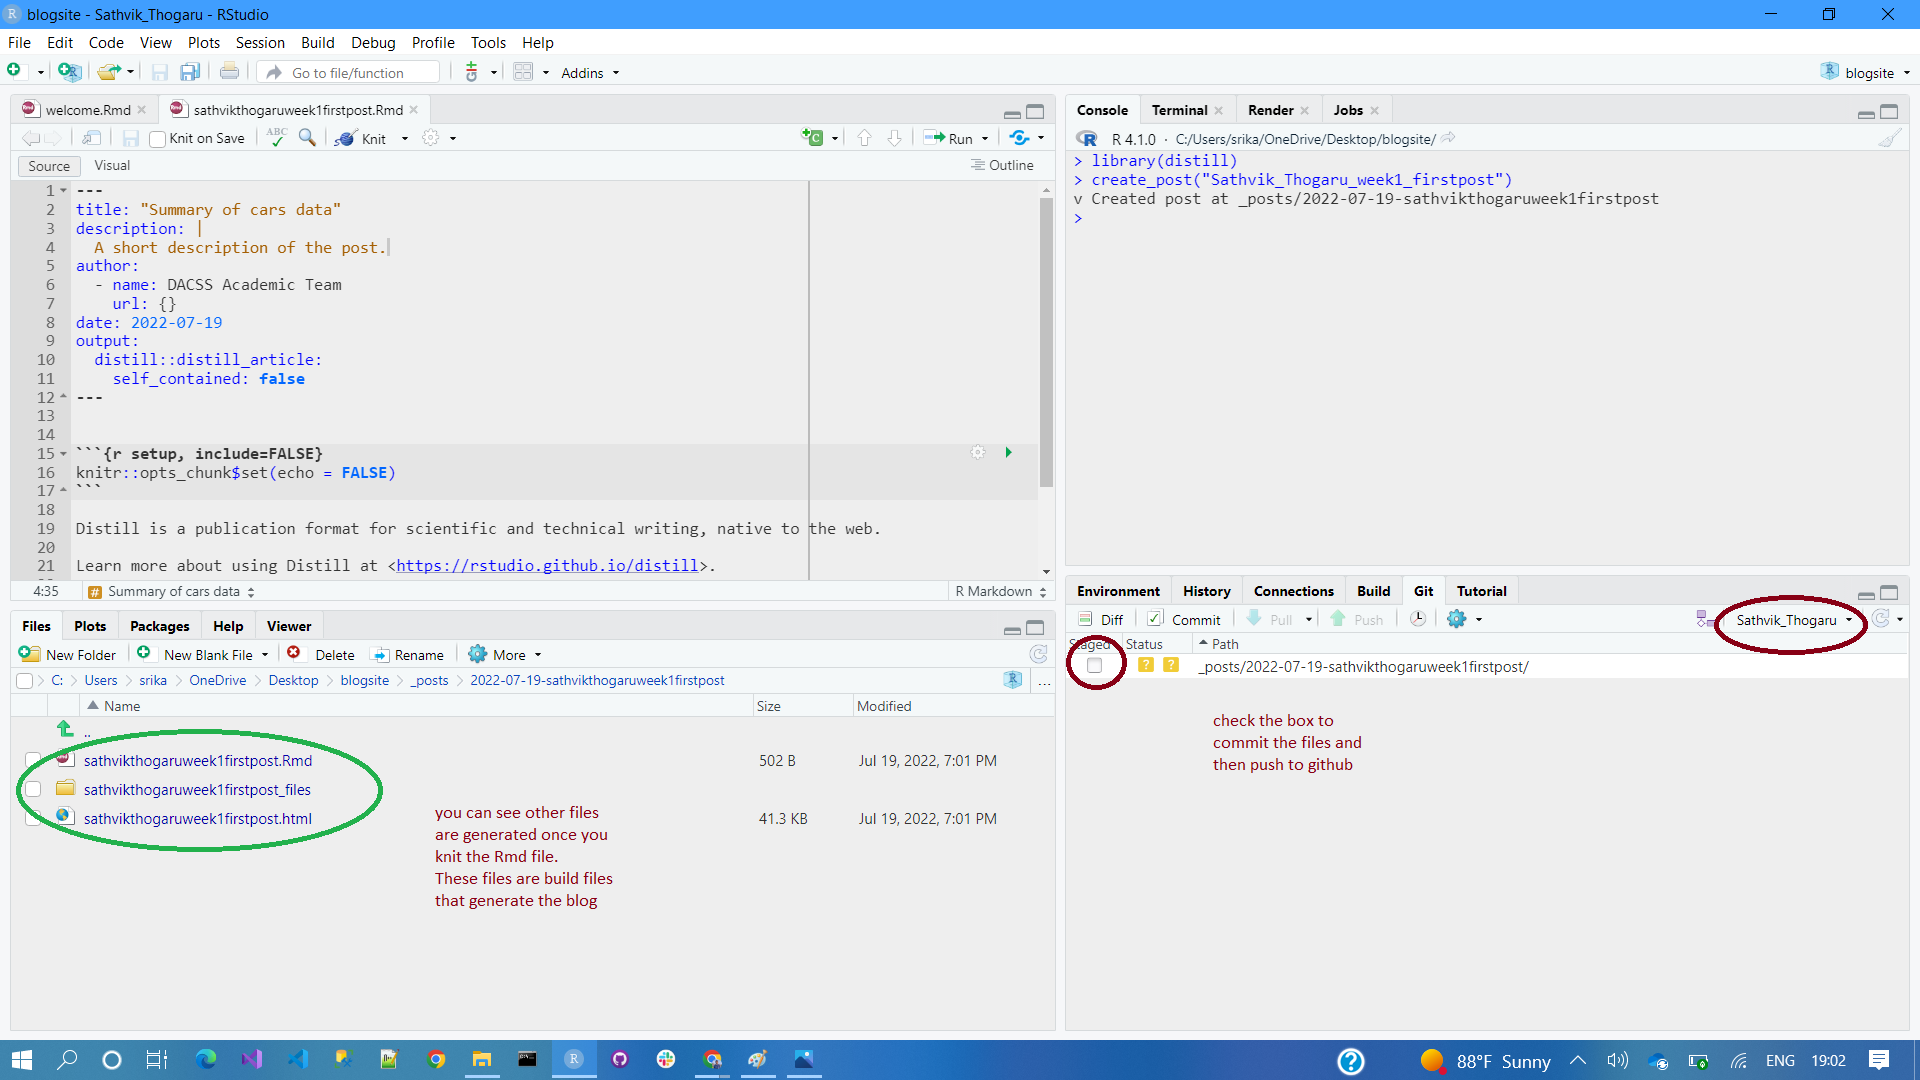 blogsite - Sathvik_Thogaru - RStudio
File Edit Code View Plots Session Build Debug Profile Tools Help
Go to file/function Addins blogsite
welcome.Rmd sathvikthogaruweek1firstpost.Rmd
Knit on Save ABC Knit Run
Source Visual Outline
1 ---
2 title: "Summary of cars data"
3 description: |
4 A short description of the post.
5 author:
6 - name: DACSS Academic Team
7 url: {}
8 date: 2022-07-19
9 output:
10 distill::distill_article:
11 self_contained: false
12 ---
13
14
15 ```{r setup, include=FALSE}
16 knitr::opts_chunk$set(echo = FALSE)
17 ```
18
19 Distill is a publication format for scientific and technical writing, native to the web.
20
21 Learn more about using Distill at <https://rstudio.github.io/distill>.
4:35 # Summary of cars data R Markdown
Console Terminal Render Jobs
R 4.1.0 · C:/Users/srika/OneDrive/Desktop/blogsite/
> library(distill)
> create_post("Sathvik_Thogaru_week1_firstpost")
v Created post at _posts/2022-07-19-sathvikthogaruweek1firstpost
>
Files Plots Packages Help Viewer
New Folder New Blank File Delete Rename More
C: Users srika OneDrive Desktop blogsite _posts 2022-07-19-sathvikthogaruweek1firstpost ...
Name Size Modified
..
sathvikthogaruweek1firstpost.Rmd 502 B Jul 19, 2022, 7:01 PM
sathvikthogaruweek1firstpost_files
sathvikthogaruweek1firstpost.html 41.3 KB Jul 19, 2022, 7:01 PM
you can see other files
are generated once you
knit the Rmd file.
These files are build files
that generate the blog
Environment History Connections Build Git Tutorial
Diff Commit Pull Push Sathvik_Thogaru
Staged Status Path
? ? _posts/2022-07-19-sathvikthogaruweek1firstpost/
check the box to
commit the files and
then push to github
88°F Sunny ENG 19:02